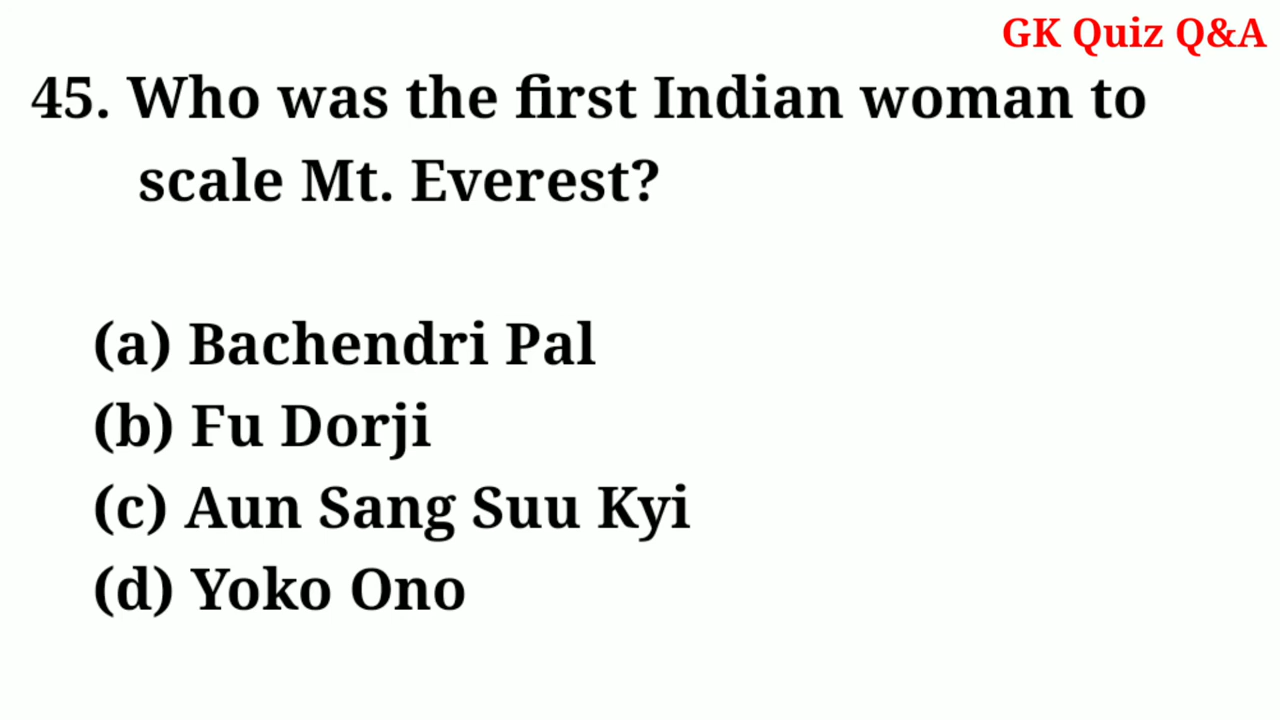 GK Quiz Q&A
45. Who was the first Indian woman to
scale Mt. Everest?
(a) Bachendri Pal
(b) Fu Dorji
(c) Aun Sang Suu Kyi
(d) Yoko Ono